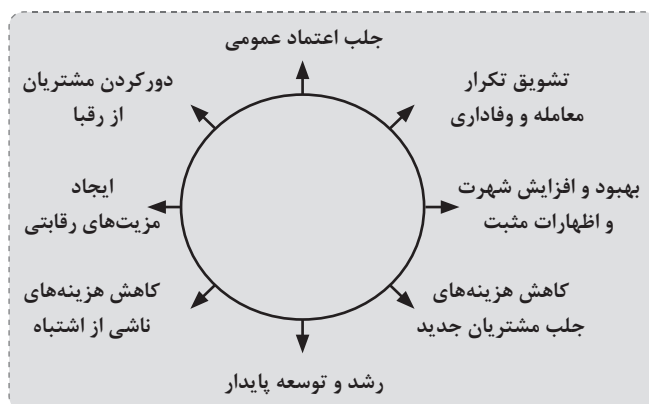 جلب اعتماد عمومی
تشویق تکرار
معامله و وفاداری
بهبود و افزایش شهرت
و اظهارات مثبت
کاهش هزینه‌های
جلب مشتریان جدید
رشد و توسعه پایدار
کاهش هزینه‌های
ناشی از اشتباه
ایجاد
مزیت‌های رقابتی
دورکردن مشتریان
از رقبا